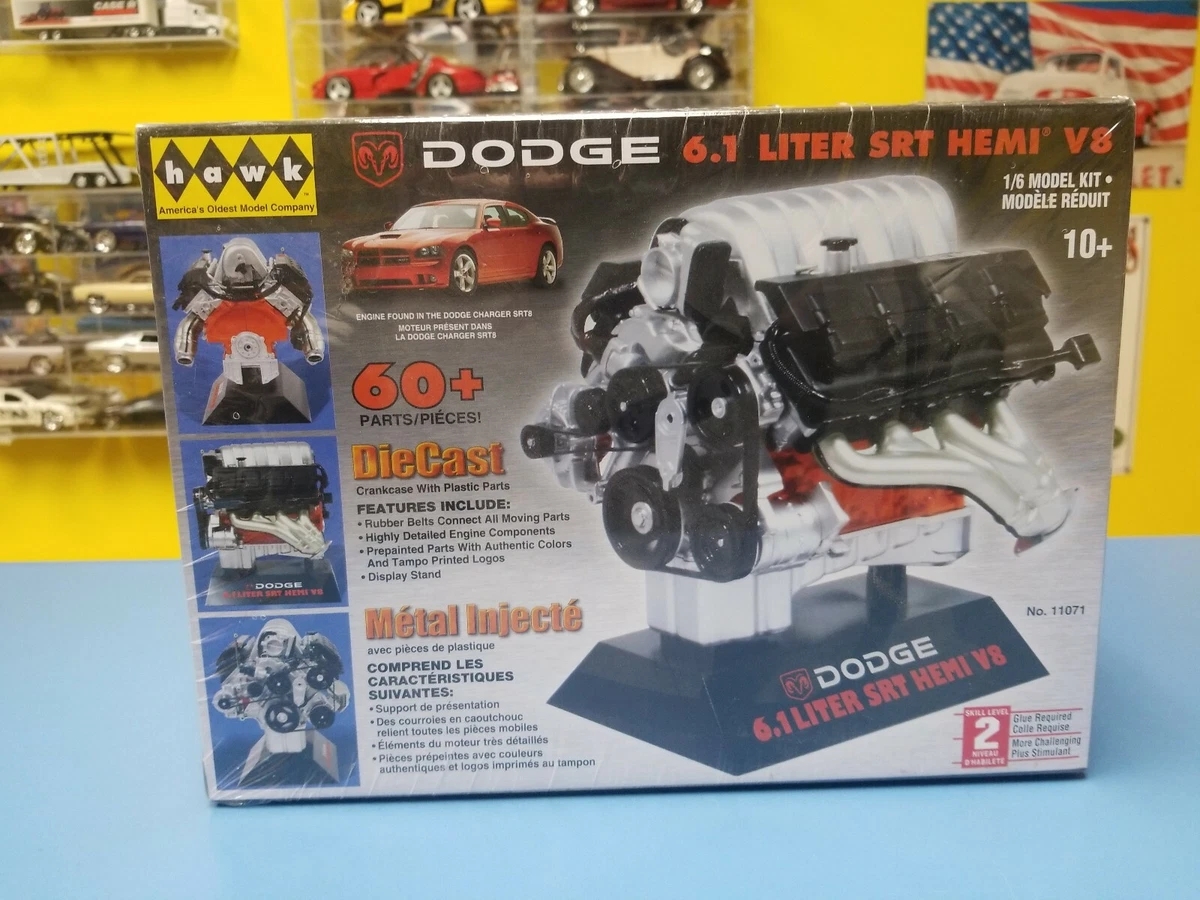 CASE
hawk
America's Oldest Model Company
DODGE 6.1 LITER SRT HEMI® V8
1/6 MODEL KIT •
MODÈLE RÉDUIT
10+
ENGINE FOUND IN THE DODGE CHARGER SRT8
MOTEUR PRÉSENT DANS
LA DODGE CHARGER SRT8
60+
PARTS/PIÉCES!
DieCast
Crankcase With Plastic Parts
FEATURES INCLUDE:
• Rubber Belts Connect All Moving Parts
• Highly Detailed Engine Components
• Prepainted Parts With Authentic Colors
And Tampo Printed Logos
• Display Stand
Métal Injecté
avec pièces de plastique
COMPREND LES
CARACTÉRISTIQUES
SUIVANTES:
• Support de présentation
• Des courroies en caoutchouc
relient toutes les pièces mobiles
• Éléments du moteur très détaillés
• Pièces prépeintes avec couleurs
authentiques et logos imprimés au tampon
DODGE
6.1 LITER SRT HEMI V8
No. 11071
DODGE
6.1 LITER SRT HEMI V8
SKILL LEVEL
2
NIVEAU
D'HABILETÉ
Glue Required
Colle Requise
More Challenging
Plus Stimulant